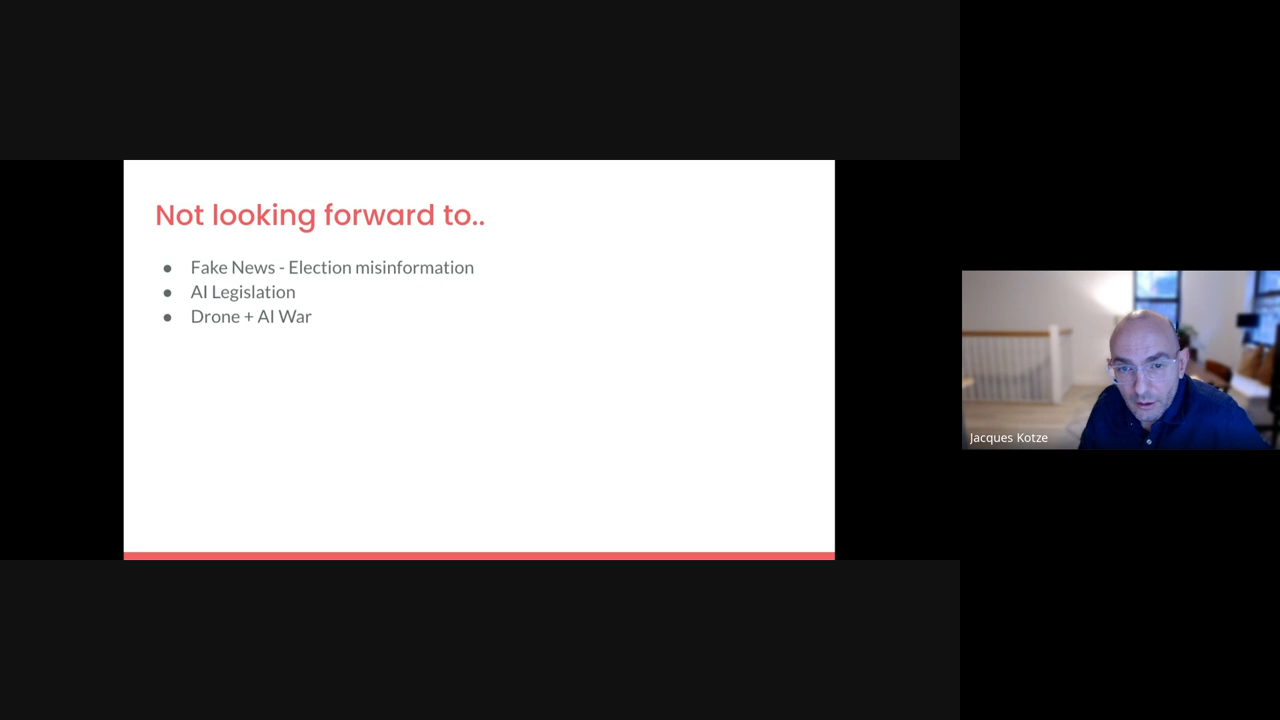 Not looking forward to..
● Fake News - Election misinformation
● AI Legislation
● Drone + AI War
Jacques Kotze